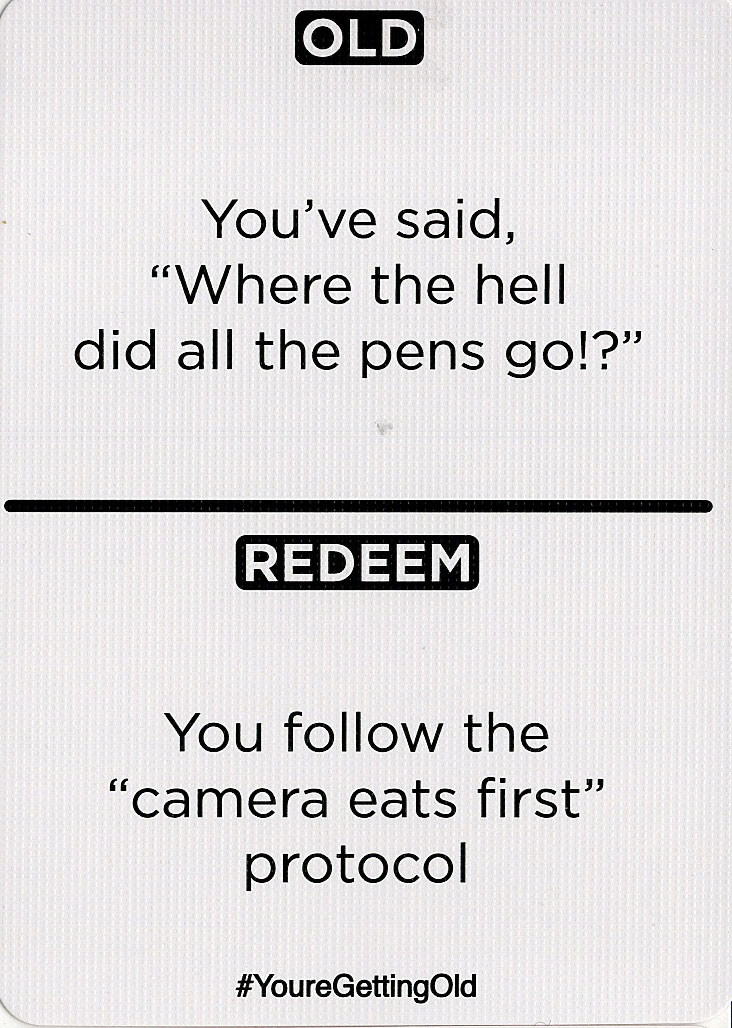 OLD
You’ve said,
“Where the hell
did all the pens go!?”
REDEEM
You follow the
“camera eats first”
protocol
#YoureGettingOld